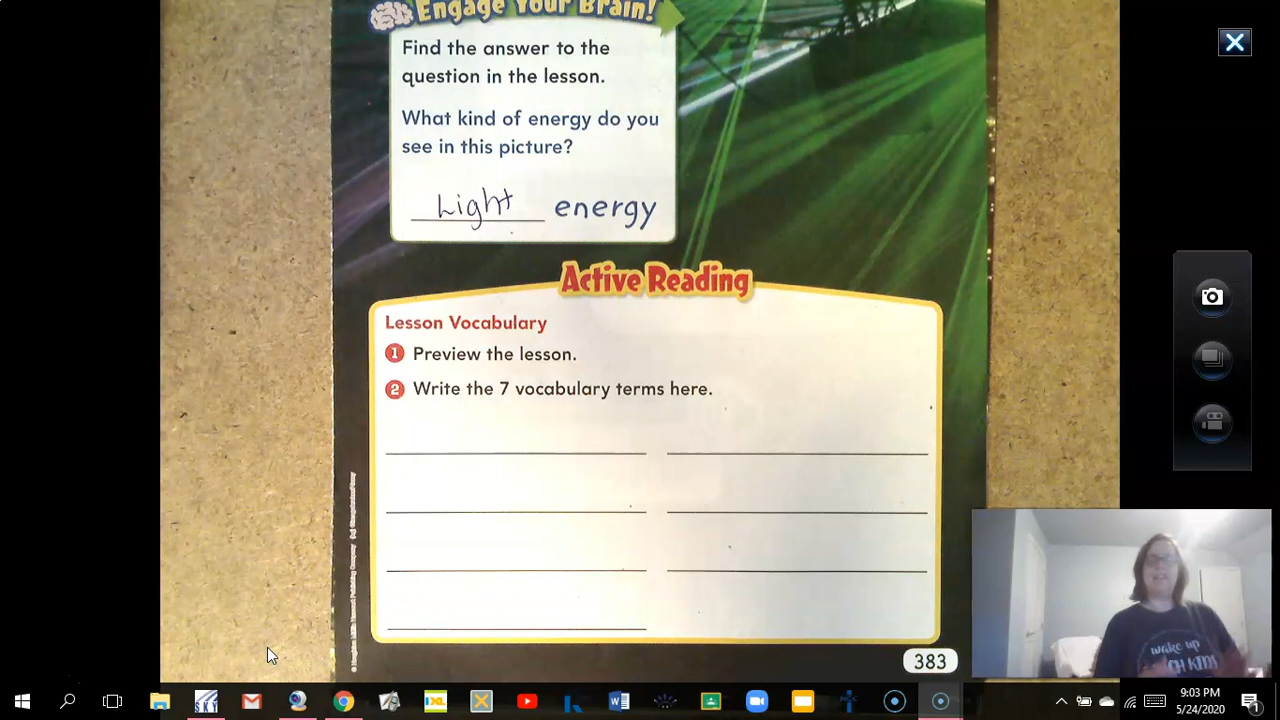 Engage Your Brain!
Find the answer to the
question in the lesson.
What kind of energy do you
see in this picture?
Light energy
Active Reading
Lesson Vocabulary
1 Preview the lesson.
2 Write the 7 vocabulary terms here.
383
wake up
9:03 PM
5/24/2020